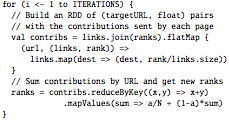 for (i <- 1 to ITERATIONS) {
// Build an RDD of (targetURL, float) pairs
// with the contributions sent by each page
val contribs = links.join(ranks).flatMap {
(url, (links, rank)) =>
links.map(dest => (dest, rank/links.size))
}
// Sum contributions by URL and get new ranks
ranks = contribs.reduceByKey((x,y) => x+y)
.mapValues(sum => a/N + (1-a)*sum)
}